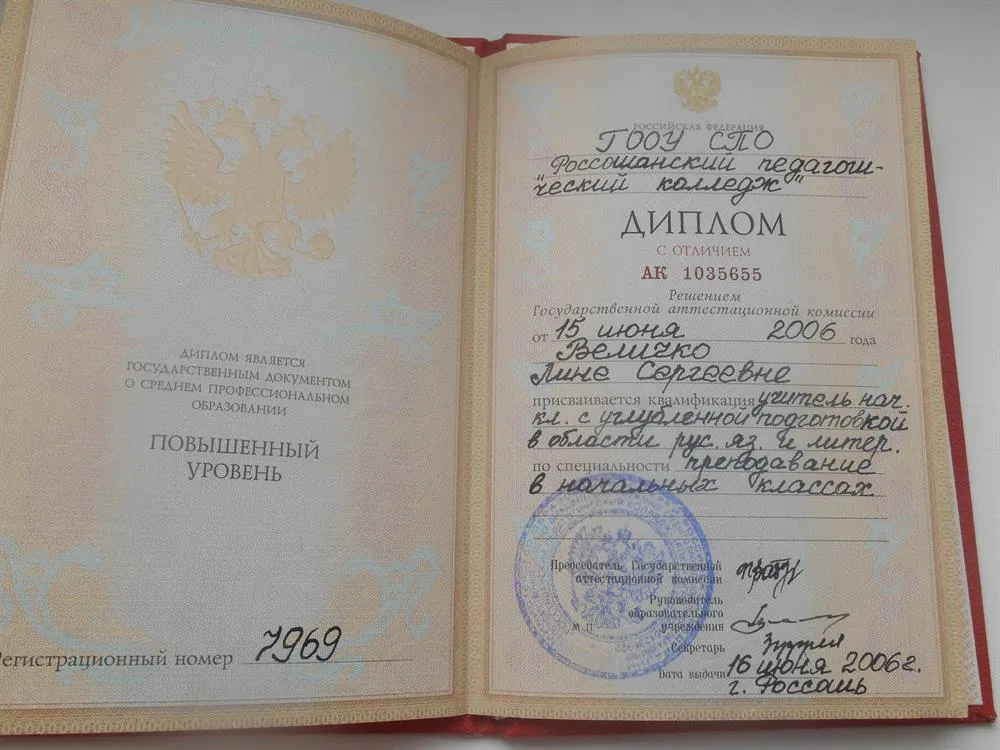 ДИПЛОМ ЯВЛЯЕТСЯ
ГОСУДАРСТВЕННЫМ ДОКУМЕНТОМ
О СРЕДНЕМ ПРОФЕССИОНАЛЬНОМ
ОБРАЗОВАНИИ
ПОВЫШЕННЫЙ
УРОВЕНЬ
Регистрационный номер 7969
РОССИЙСКАЯ ФЕДЕРАЦИЯ
ГООУ СПО
"Россошанский педагоги-
ческий колледж"
ДИПЛОМ
С ОТЛИЧИЕМ
АК 1035655
Решением
Государственной аттестационной комиссии
от 15 июня 2006 года
Величко
Лине Сергеевне
присваивается квалификация учитель нач.
кл. с углубленной подготовкой
в области рус. яз. и литер.
по специальности преподавание
в начальных классах
Председатель Государственной
аттестационной комиссии
Руководитель
образовательного
М.П. учреждения
Секретарь
Дата выдачи 16 июня 2006 г.
г. Россошь